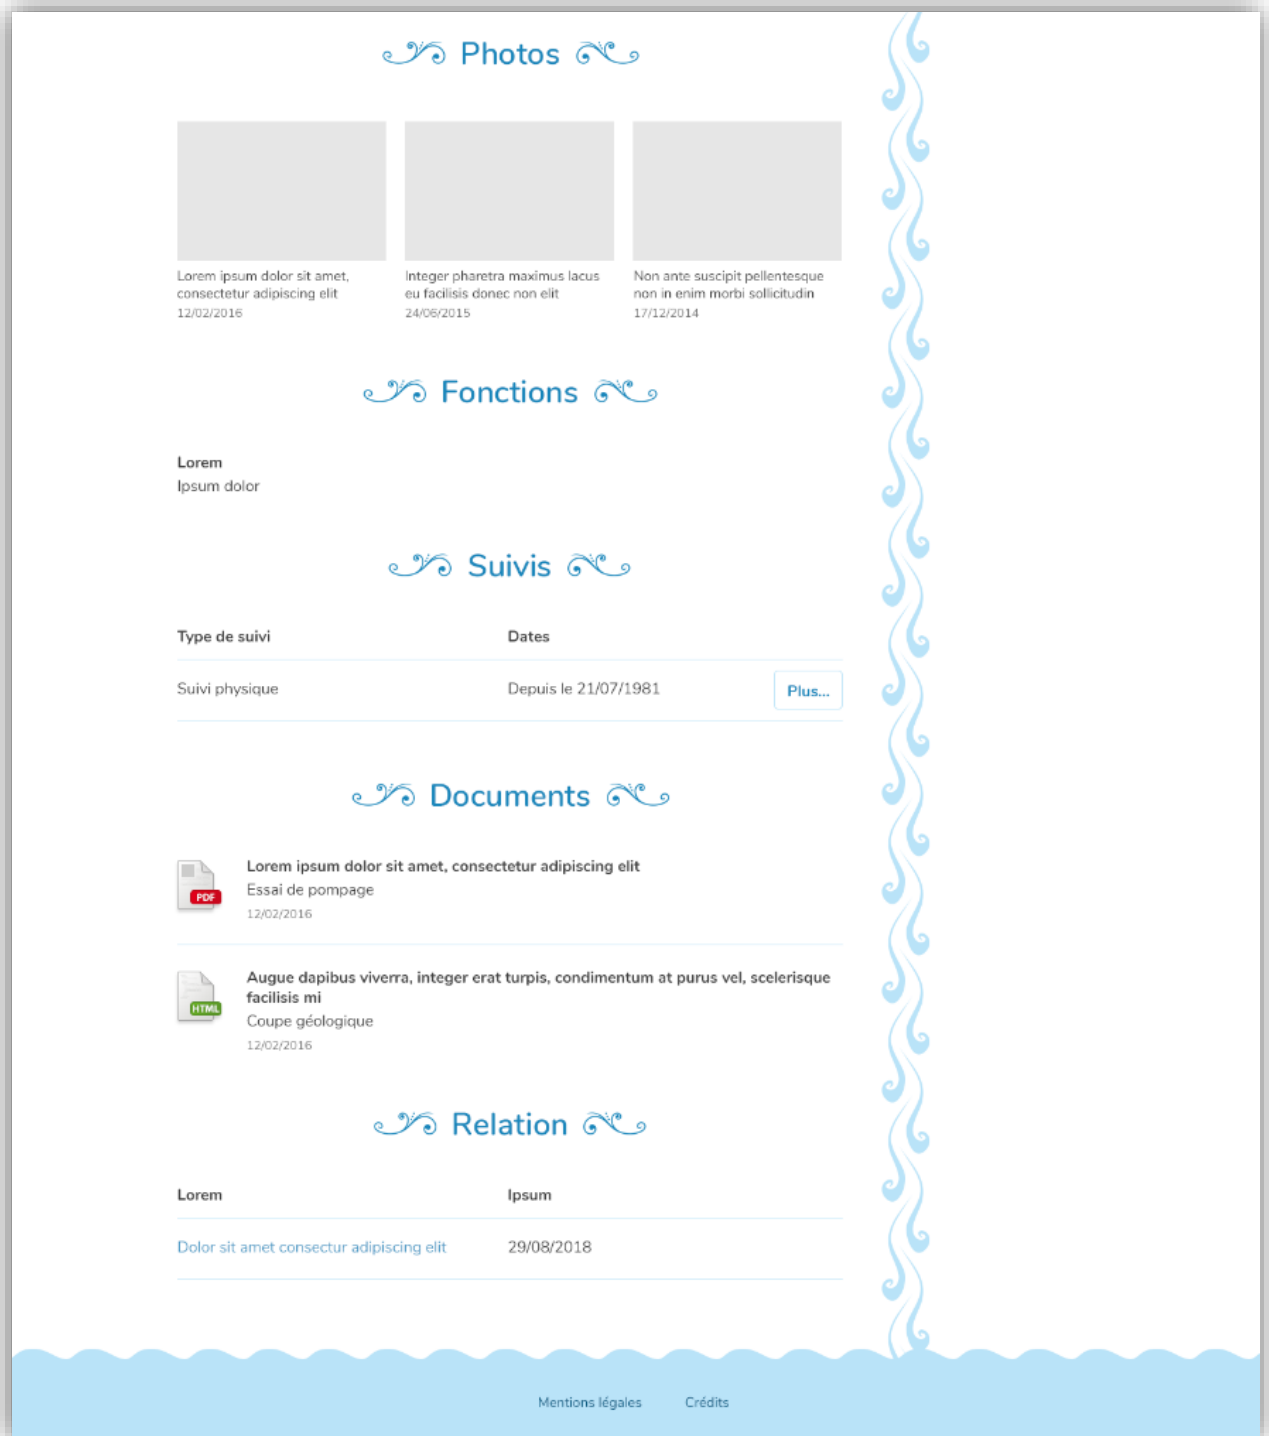 Photos
Lorem ipsum dolor sit amet,
consectetur adipiscing elit
12/02/2016
Integer pharetra maximus lacus
eu facilisis donec non elit
24/06/2015
Non ante suscipit pellentesque
non in enim morbi sollicitudin
17/12/2014
Fonctions
Lorem
Ipsum dolor
Suivis
Type de suivi Dates
Suivi physique Depuis le 21/07/1981 Plus...
Documents
PDF
Lorem ipsum dolor sit amet, consectetur adipiscing elit
Essai de pompage
12/02/2016
HTML
Augue dapibus viverra, integer erat turpis, condimentum at purus vel, scelerisque
facilisis mi
Coupe géologique
12/02/2016
Relation
Lorem Ipsum
Dolor sit amet consectur adipiscing elit 29/08/2018
Mentions légales Crédits